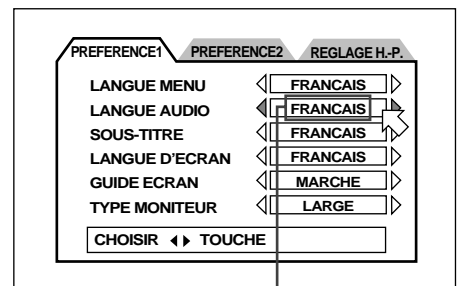 PREFERENCE1 PREFERENCE2 REGLAGE H.-P.
LANGUE MENU FRANCAIS
LANGUE AUDIO FRANCAIS
SOUS-TITRE FRANCAIS
LANGUE D'ECRAN FRANCAIS
GUIDE ECRAN MARCHE
TYPE MONITEUR LARGE
CHOISIR TOUCHE